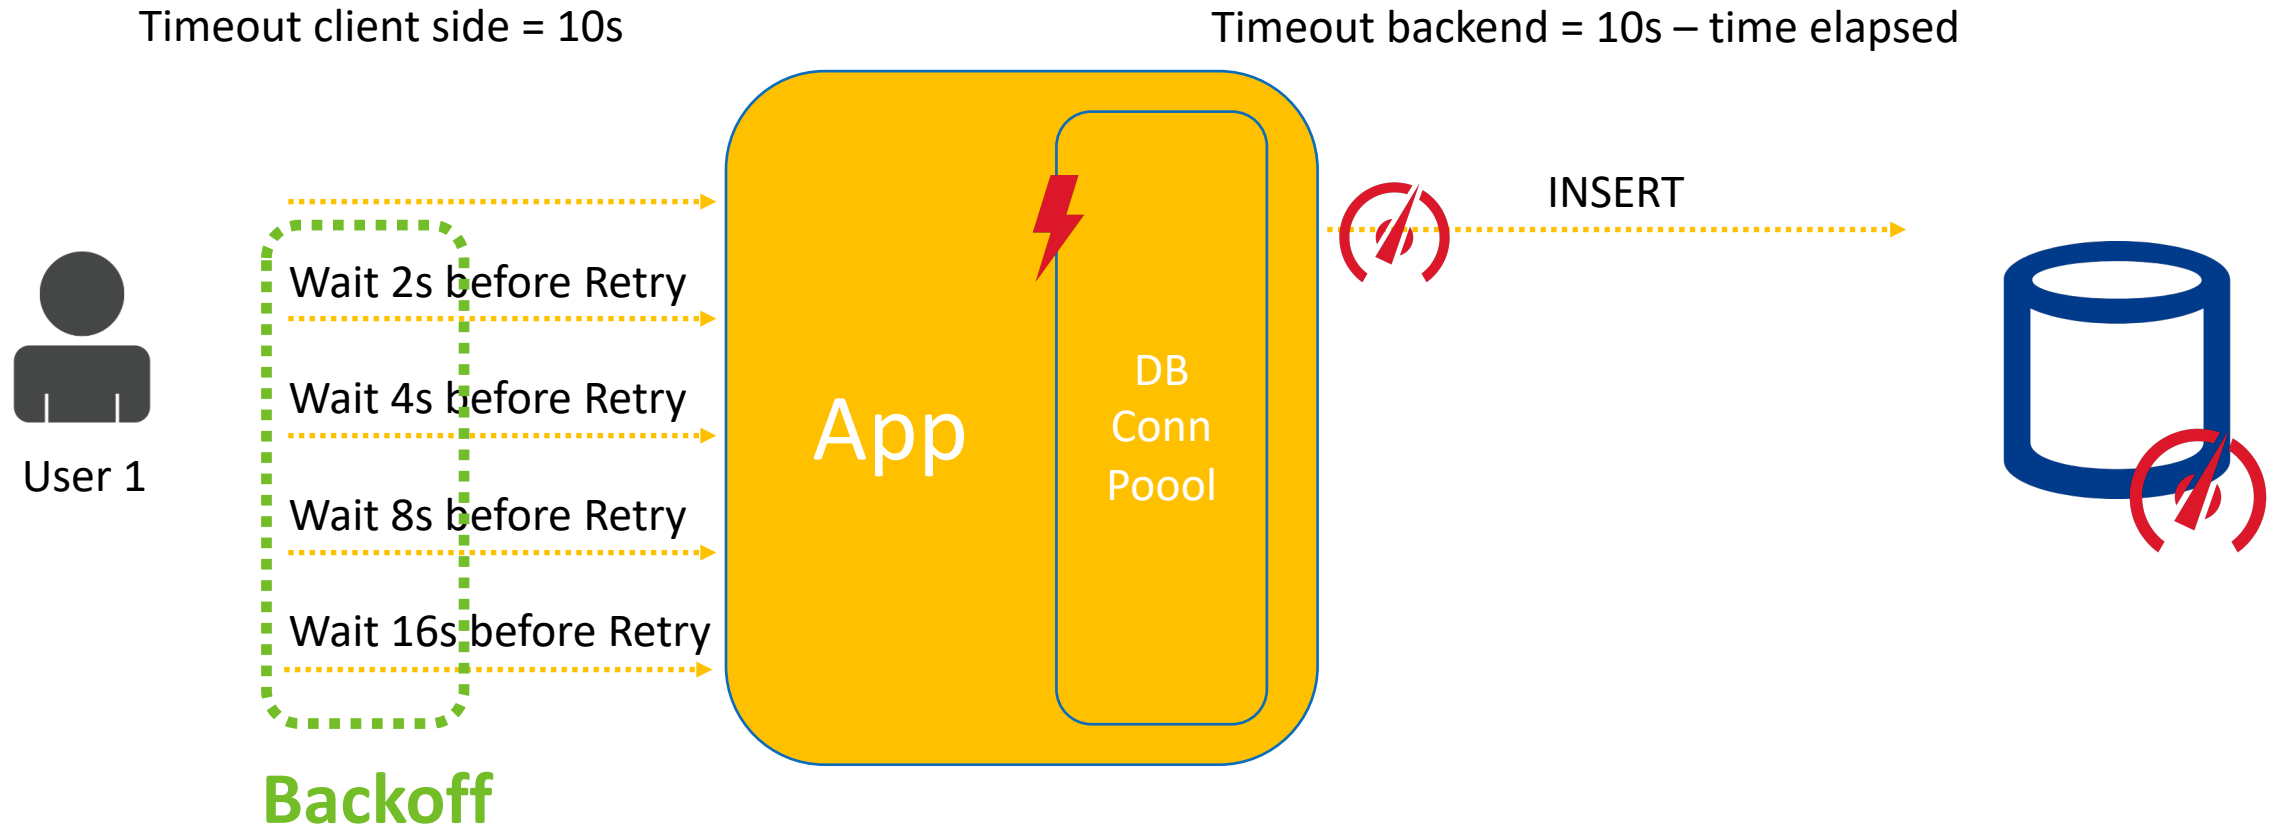 Timeout client side = 10s
Timeout backend = 10s – time elapsed
INSERT
Wait 2s before Retry
Wait 4s before Retry
Wait 8s before Retry
Wait 16s before Retry
User 1
App
DB
Conn
Poool
Backoff